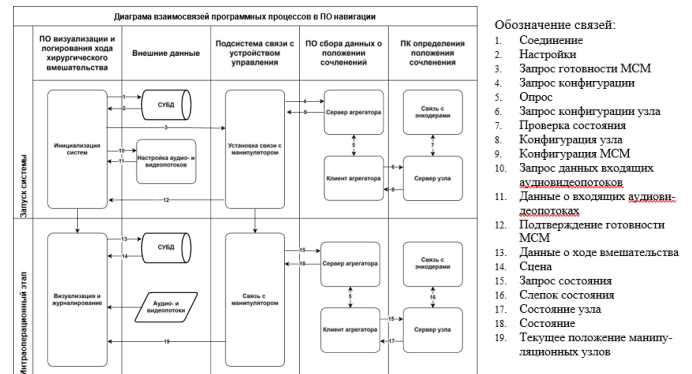 Диаграма взаимосвязей программных процессов в ПО навигации
ПО визуализации и
логирования хода
хирургического
вмешательства
Внешние данные
Подсистема связи с
устройством
управления
ПО сбора данных о
положении
сочленений
ПК определения
положения
сочленения
Запуск системы
Инициализация
систем
1
2
СУБД
3
10
11
Настройка аудио- и
видеопотоков
12
Установка связи с
манипулятором
4
9
Сервер агрегатора
5
Клиент агрегатора
6
8
Связь с
энкодерами
7
Сервер узла
Интраоперационный этап
Визуализация и
журналирование
13
14
СУБД
Аудио- и
видеопотоки
19
Связь с
манипулятором
15
18
Сервер агрегатора
5
Клиент агрегатора
15
17
Связь с
энкодерами
16
Сервер узла
Обозначение связей:
1. Соединение
2. Настройки
3. Запрос готовности МСМ
4. Запрос конфигурации
5. Опрос
6. Запрос конфигурации узла
7. Проверка состояния
8. Конфигурация узла
9. Конфигурация МСМ
10. Запрос данных входящих
аудиовидеопотоков
11. Данные о входящих аудиови-
деопотоках
12. Подтверждение готовности
МСМ
13. Данные о ходе вмешательства
14. Сцена
15. Запрос состояния
16. Слепок состояния
17. Состояние узла
18. Состояние
19. Текущее положение манипу-
ляционных узлов